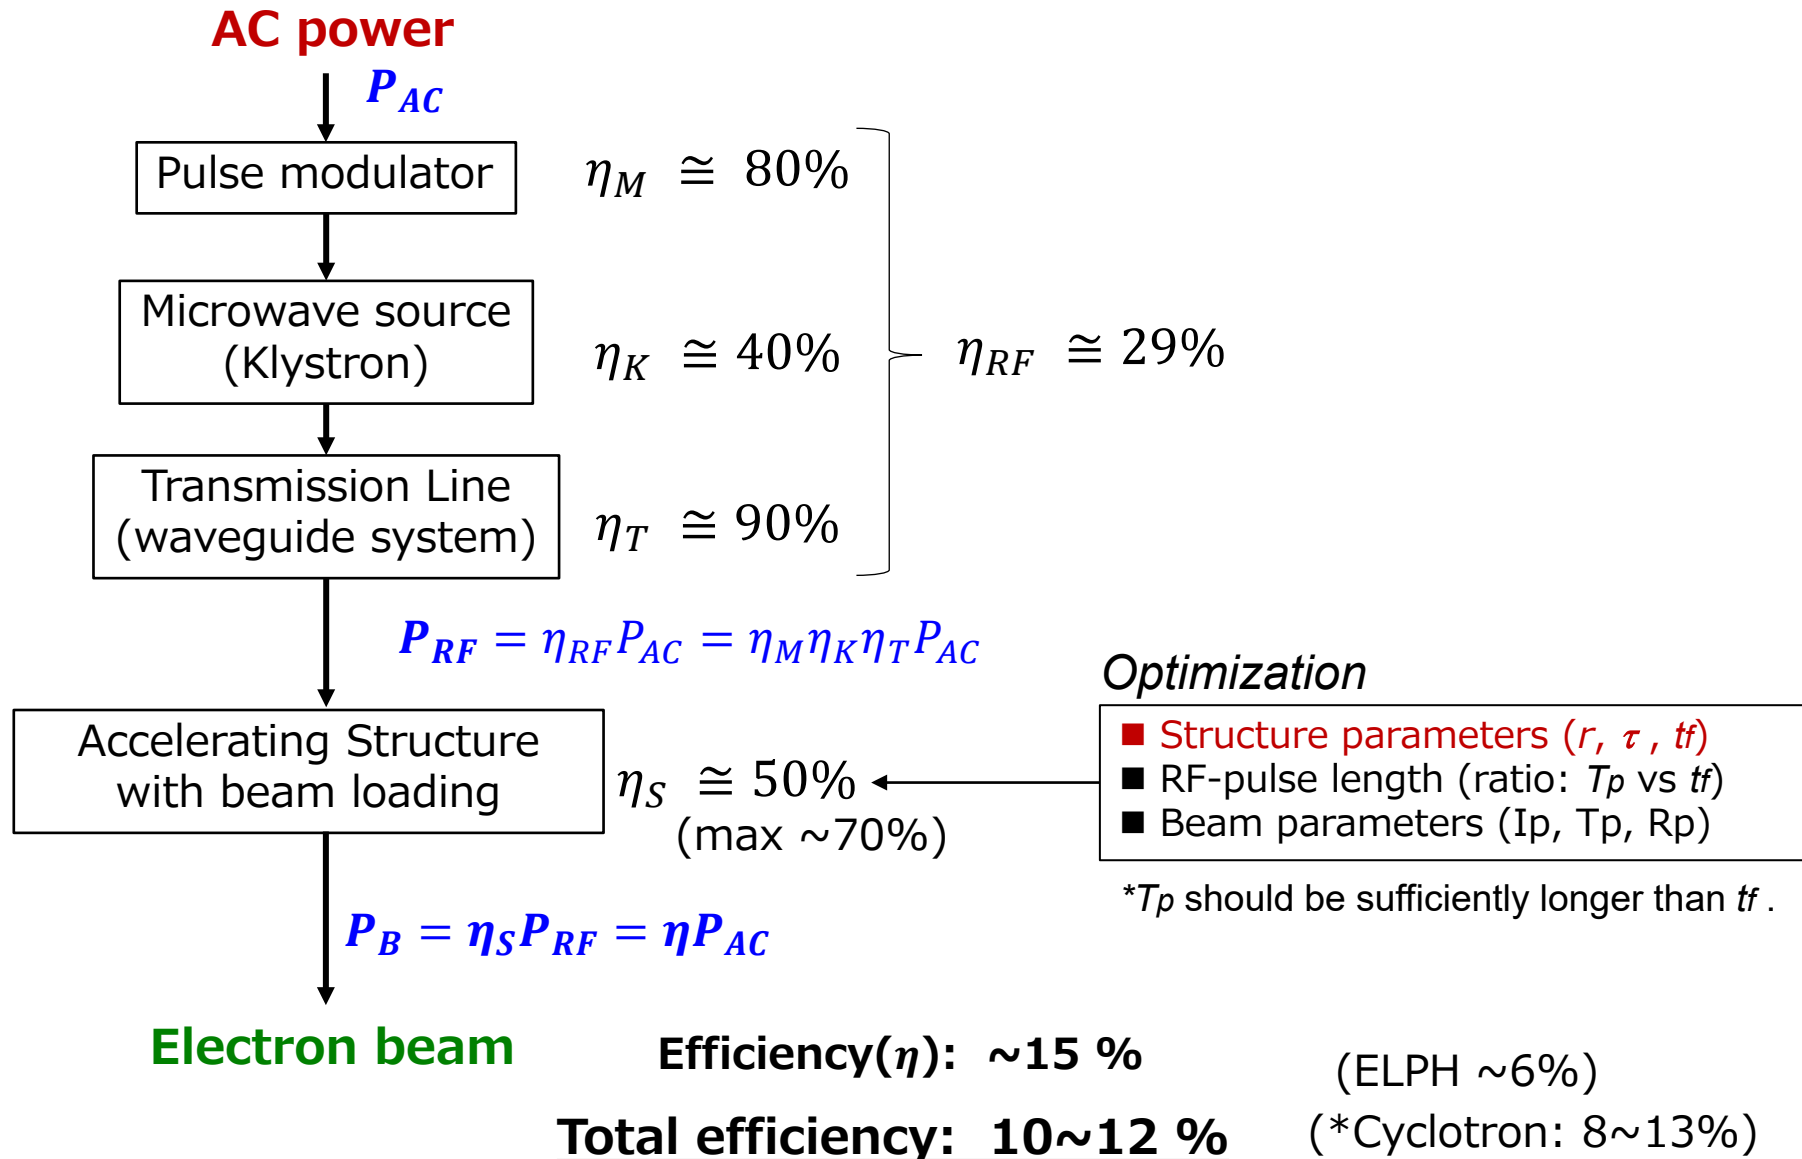 AC power
P_AC
Pulse modulator
η_M ≅ 80%
Microwave source
(Klystron)
η_K ≅ 40%
η_RF ≅ 29%
Transmission Line
(waveguide system)
η_T ≅ 90%
P_RF = η_RF P_AC = η_M η_K η_T P_AC
Optimization
■ Structure parameters (r, τ , tf)
■ RF-pulse length (ratio: Tp vs tf)
■ Beam parameters (Ip, Tp, Rp)
*Tp should be sufficiently longer than tf .
Accelerating Structure
with beam loading
η_S ≅ 50%
(max ~70%)
P_B = η_S P_RF = ηP_AC
Electron beam
Efficiency(η): ~15 %
(ELPH ~6%)
Total efficiency: 10~12 %
(*Cyclotron: 8~13%)